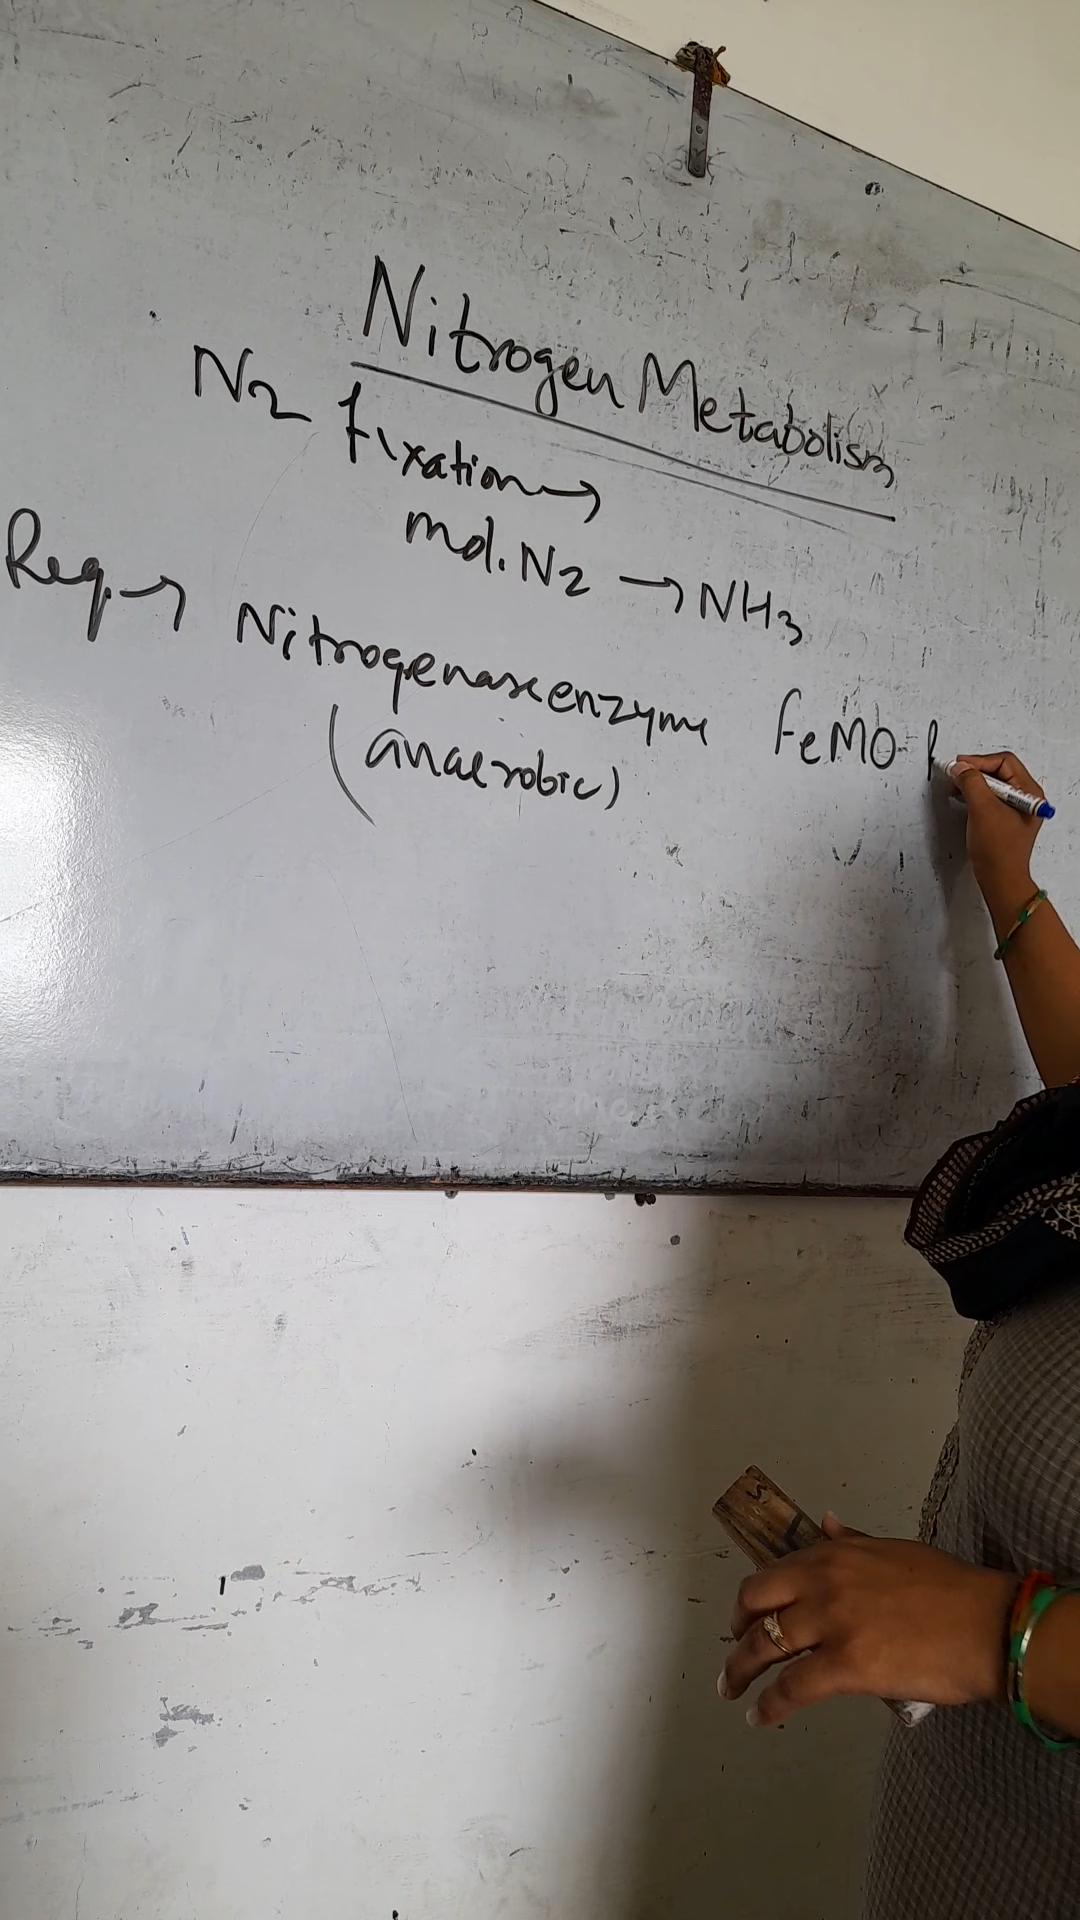 Nitrogen Metabolism
N2 fixation →
mol. N2 → NH3
Req. → Nitrogenase enzyme FeMO-
(anaerobic)